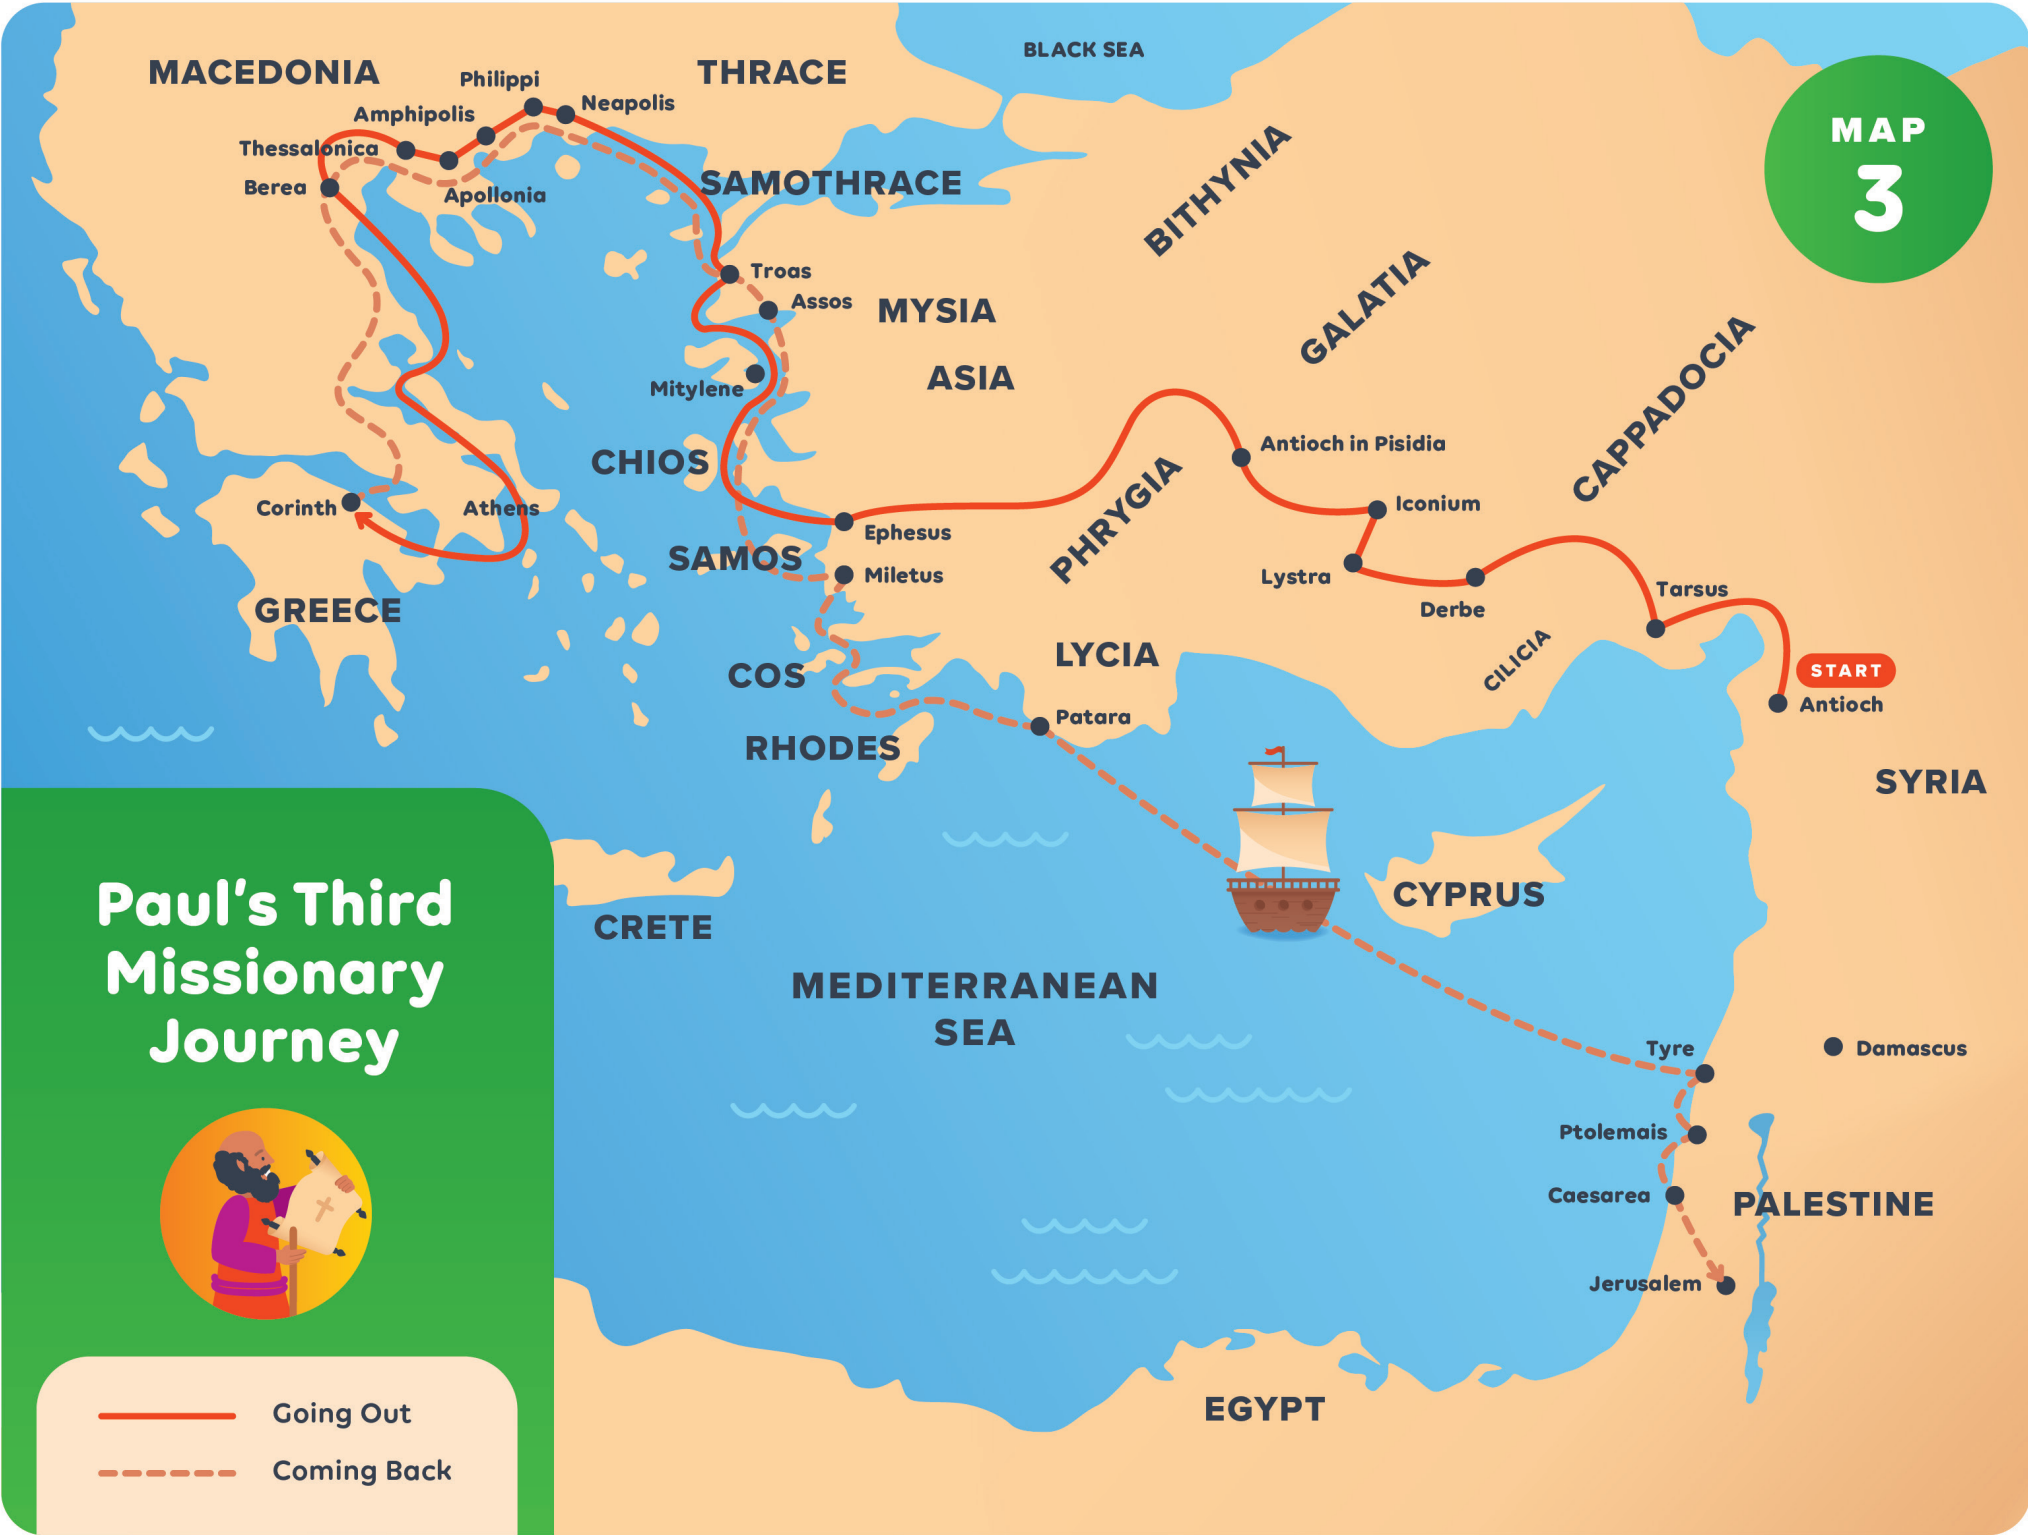 BLACK SEA
MACEDONIA
THRACE
Philippi
Neapolis
Amphipolis
Thessalonica
Berea
Apollonia
SAMOTHRACE
BITHYNIA
MAP
3
Troas
Assos
MYSIA
GALATIA
ASIA
Mitylene
CAPPADOCIA
CHIOS
Antioch in Pisidia
PHRYGIA
Iconium
Corinth
Athens
Ephesus
SAMOS
Miletus
Lystra
Derbe
Tarsus
GREECE
LYCIA
CILICIA
START
Antioch
COS
Patara
RHODES
SYRIA
CYPRUS
CRETE
MEDITERRANEAN
SEA
Tyre
Damascus
Ptolemais
Caesarea
PALESTINE
Jerusalem
EGYPT
Paul's Third
Missionary
Journey
Going Out
Coming Back